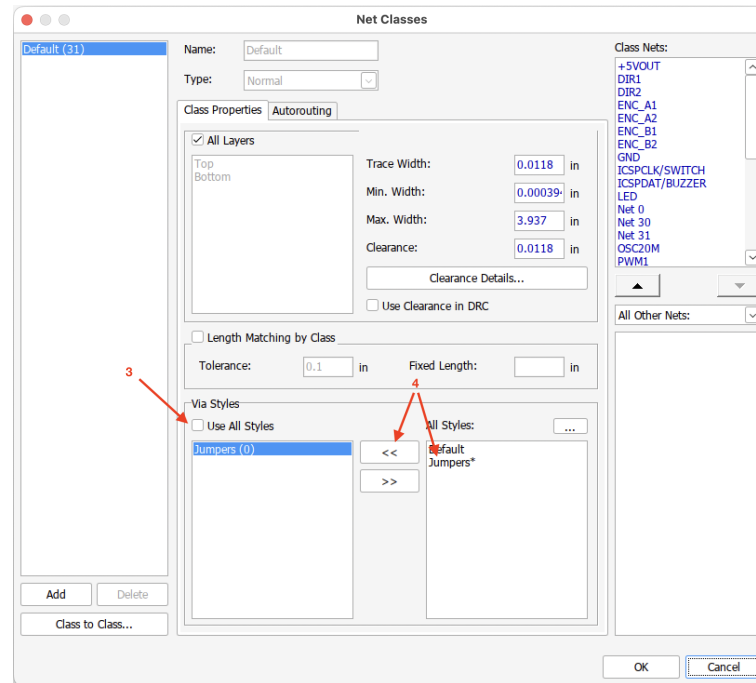 Net Classes
Default (31)
Name: Default
Type: Normal
Class Properties Autorouting
All Layers
Top
Bottom
Trace Width: 0.0118 in
Min. Width: 0.000394 in
Max. Width: 3.937 in
Clearance: 0.0118 in
Clearance Details...
Use Clearance in DRC
Length Matching by Class
Tolerance: 0.1 in Fixed Length: in
3
4
Via Styles
Use All Styles
All Styles: ...
Jumpers (0)
<<
>>
Default
Jumpers*
Add Delete
Class to Class...
Class Nets:
+5VOUT
DIR1
DIR2
ENC_A1
ENC_A2
ENC_B1
ENC_B2
GND
ICSPCLK/SWITCH
ICSPDAT/BUZZER
LED
Net 0
Net 30
Net 31
OSC20M
PWM1
All Other Nets:
OK Cancel